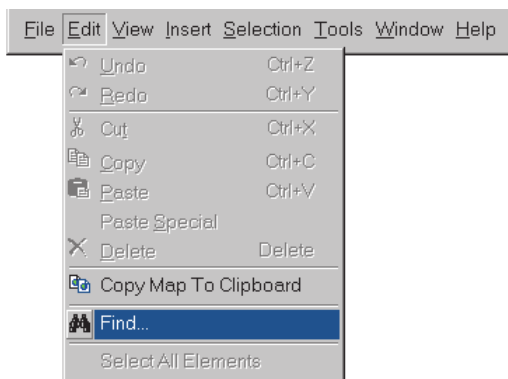 File Edit View Insert Selection Tools Window Help
Undo Ctrl+Z
Redo Ctrl+Y
Cut Ctrl+X
Copy Ctrl+C
Paste Ctrl+V
Paste Special
Delete Delete
Copy Map To Clipboard
Find...
Select All Elements